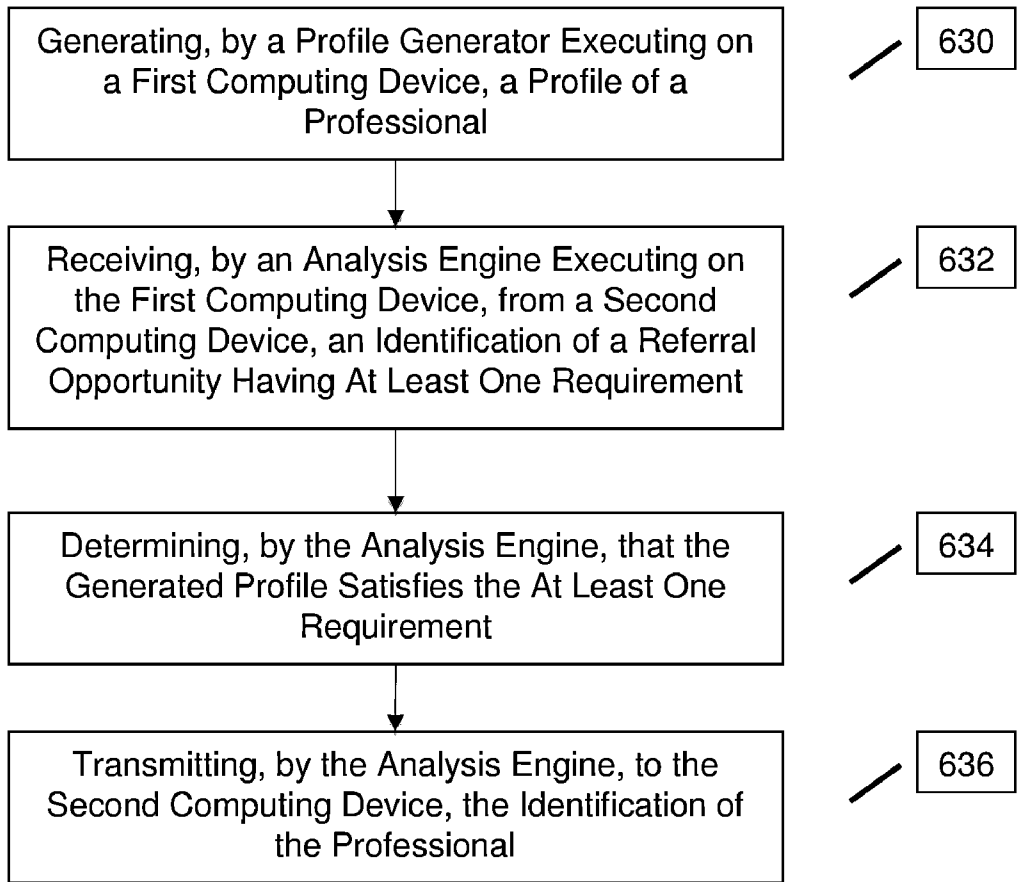 Generating, by a Profile Generator Executing on
a First Computing Device, a Profile of a
Professional
630
Receiving, by an Analysis Engine Executing on
the First Computing Device, from a Second
Computing Device, an Identification of a Referral
Opportunity Having At Least One Requirement
632
Determining, by the Analysis Engine, that the
Generated Profile Satisfies the At Least One
Requirement
634
Transmitting, by the Analysis Engine, to the
Second Computing Device, the Identification of
the Professional
636